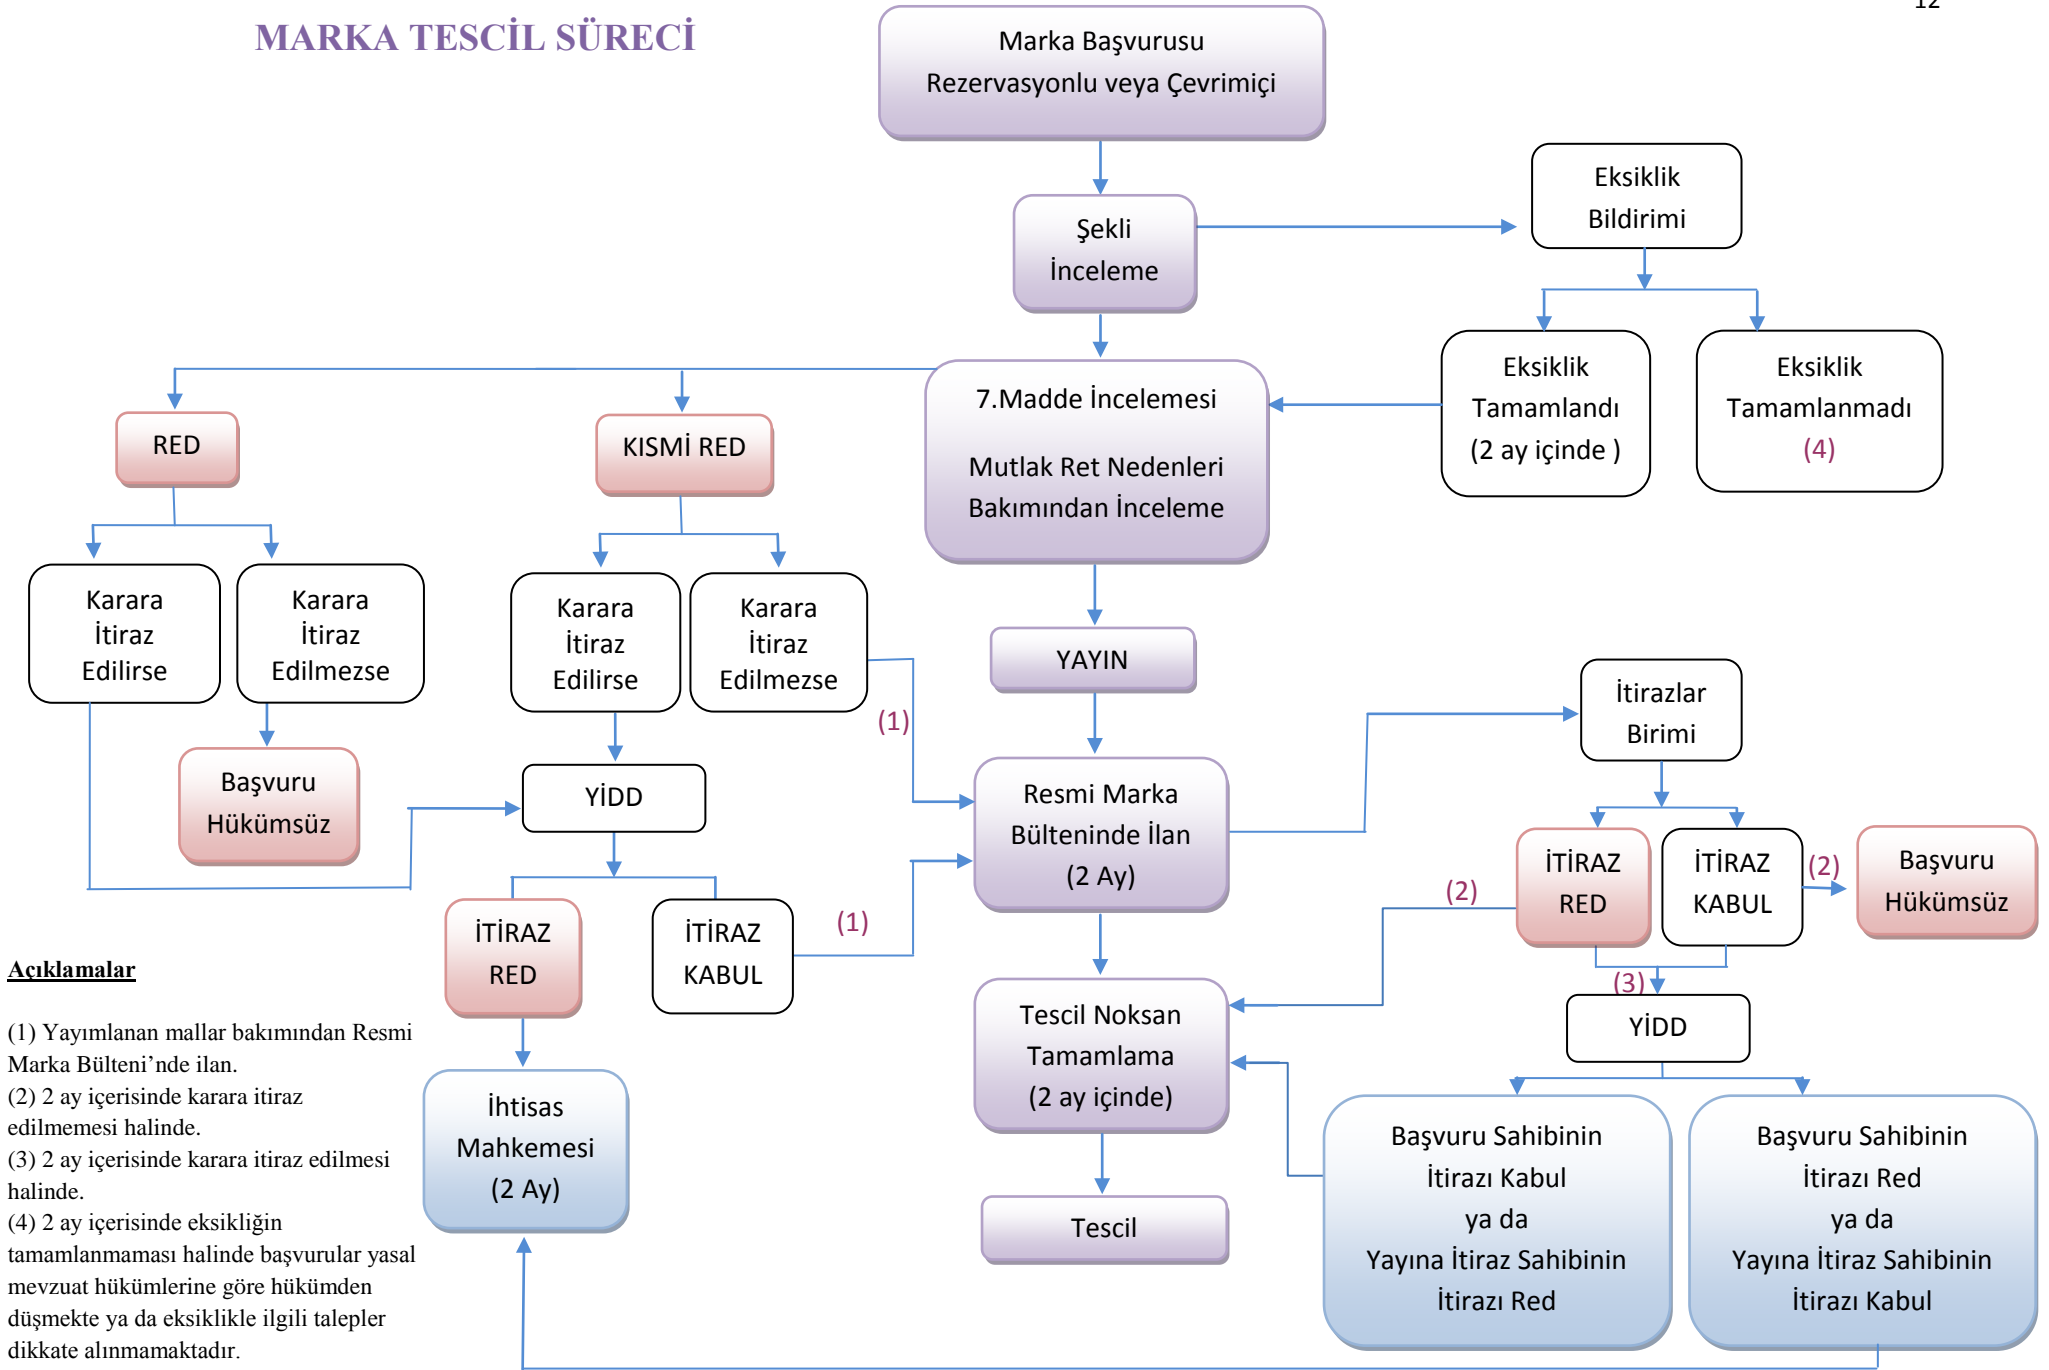 12
MARKA TESCİL SÜRECİ
Marka Başvurusu
Rezervasyonlu veya Çevrimiçi
Şekli
İnceleme
Eksiklik
Bildirimi
Eksiklik
Tamamlandı
(2 ay içinde )
Eksiklik
Tamamlanmadı
(4)
7.Madde İncelemesi
Mutlak Ret Nedenleri
Bakımından İnceleme
RED
KISMİ RED
Karara
İtiraz
Edilirse
Karara
İtiraz
Edilmezse
Karara
İtiraz
Edilirse
Karara
İtiraz
Edilmezse
(1)
YAYIN
Başvuru
Hükümsüz
YİDD
Resmi Marka
Bülteninde İlan
(2 Ay)
İtirazlar
Birimi
İTİRAZ
RED
İTİRAZ
KABUL
(2)
Başvuru
Hükümsüz
(2)
(3)
İTİRAZ
RED
İTİRAZ
KABUL
(1)
Tescil Noksan
Tamamlama
(2 ay içinde)
YİDD
İhtisas
Mahkemesi
(2 Ay)
Tescil
Başvuru Sahibinin
İtirazı Kabul
ya da
Yayına İtiraz Sahibinin
İtirazı Red
Başvuru Sahibinin
İtirazı Red
ya da
Yayına İtiraz Sahibinin
İtirazı Kabul
Açıklamalar
(1) Yayımlanan mallar bakımından Resmi
Marka Bülteni’nde ilan.
(2) 2 ay içerisinde karara itiraz
edilmemesi halinde.
(3) 2 ay içerisinde karara itiraz edilmesi
halinde.
(4) 2 ay içerisinde eksikliğin
tamamlanmaması halinde başvurular yasal
mevzuat hükümlerine göre hükümden
düşmekte ya da eksiklikle ilgili talepler
dikkate alınmamaktadır.